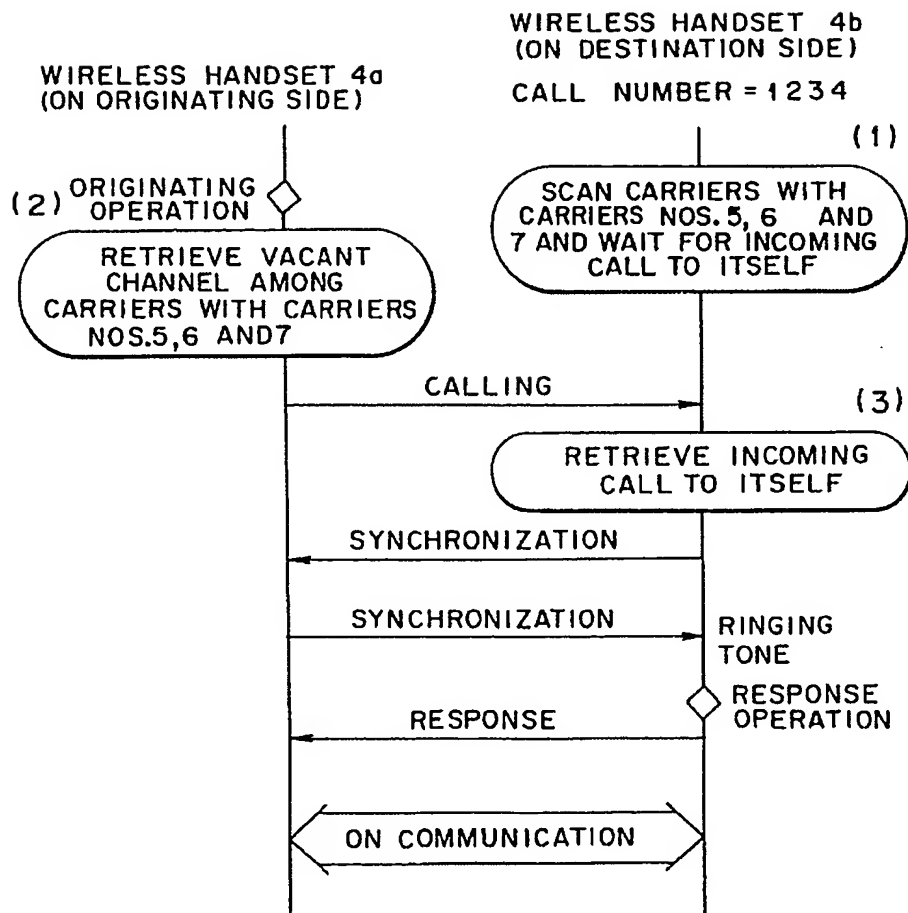 WIRELESS HANDSET 4a
(ON ORIGINATING SIDE)
WIRELESS HANDSET 4b
(ON DESTINATION SIDE)
CALL NUMBER = 1234
(1)
SCAN CARRIERS WITH
CARRIERS NOS. 5, 6 AND
7 AND WAIT FOR INCOMING
CALL TO ITSELF
(2)
ORIGINATING
OPERATION
RETRIEVE VACANT
CHANNEL AMONG
CARRIERS WITH CARRIERS
NOS.5,6 AND7
CALLING
(3)
RETRIEVE INCOMING
CALL TO ITSELF
SYNCHRONIZATION
SYNCHRONIZATION
RINGING
TONE
RESPONSE
OPERATION
RESPONSE
ON COMMUNICATION